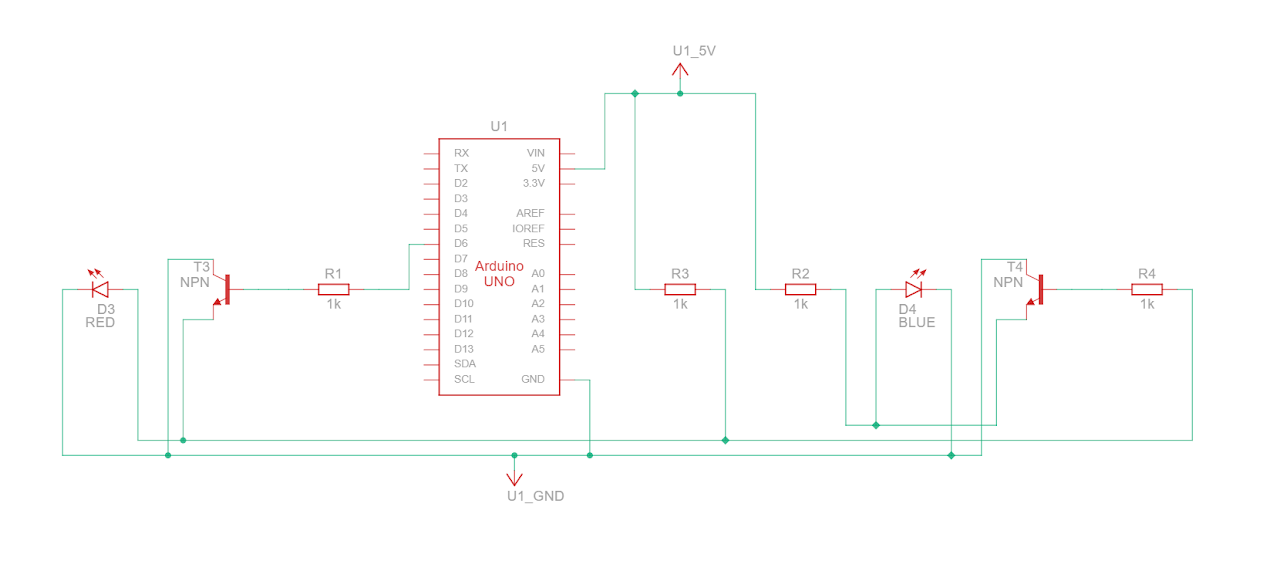 U1_5V
U1
RX VIN
TX 5V
D2 3.3V
D3
D4 AREF
D5 IOREF
D6 RES
D7
D8 A0
D9 A1
D10 A2
D11 A3
D12 A4
D13 A5
SDA
SCL GND
Arduino
UNO
D3
RED
T3
NPN
R1
1k
R3
1k
R2
1k
D4
BLUE
T4
NPN
R4
1k
U1_GND